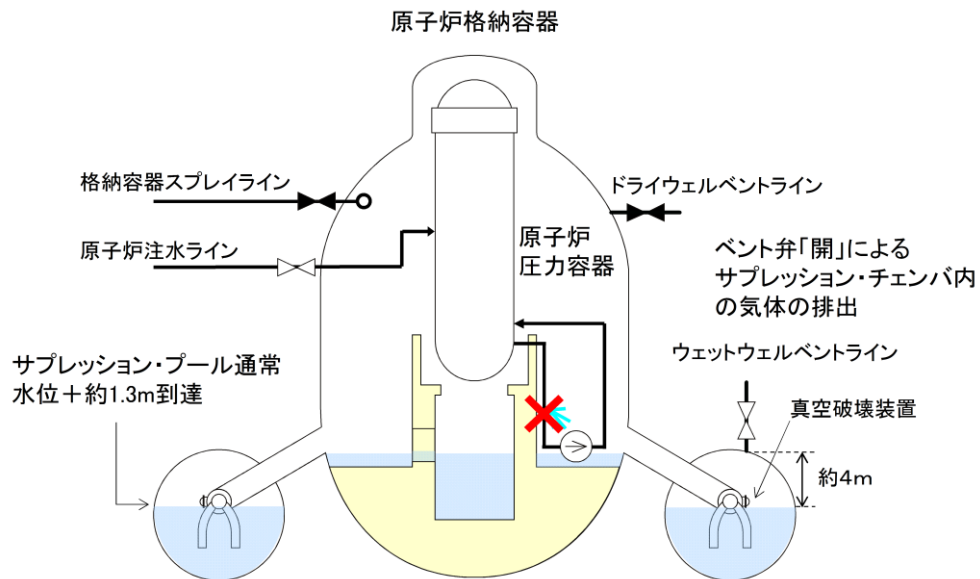 原子炉格納容器
格納容器スプレイライン
ドライウェルベントライン
原子炉注水ライン
原子炉
圧力容器
ベント弁「開」による
サプレッション・チェンバ内
の気体の排出
サプレッション・プール通常
水位＋約1.3m到達
ウェットウェルベントライン
真空破壊装置
約4m